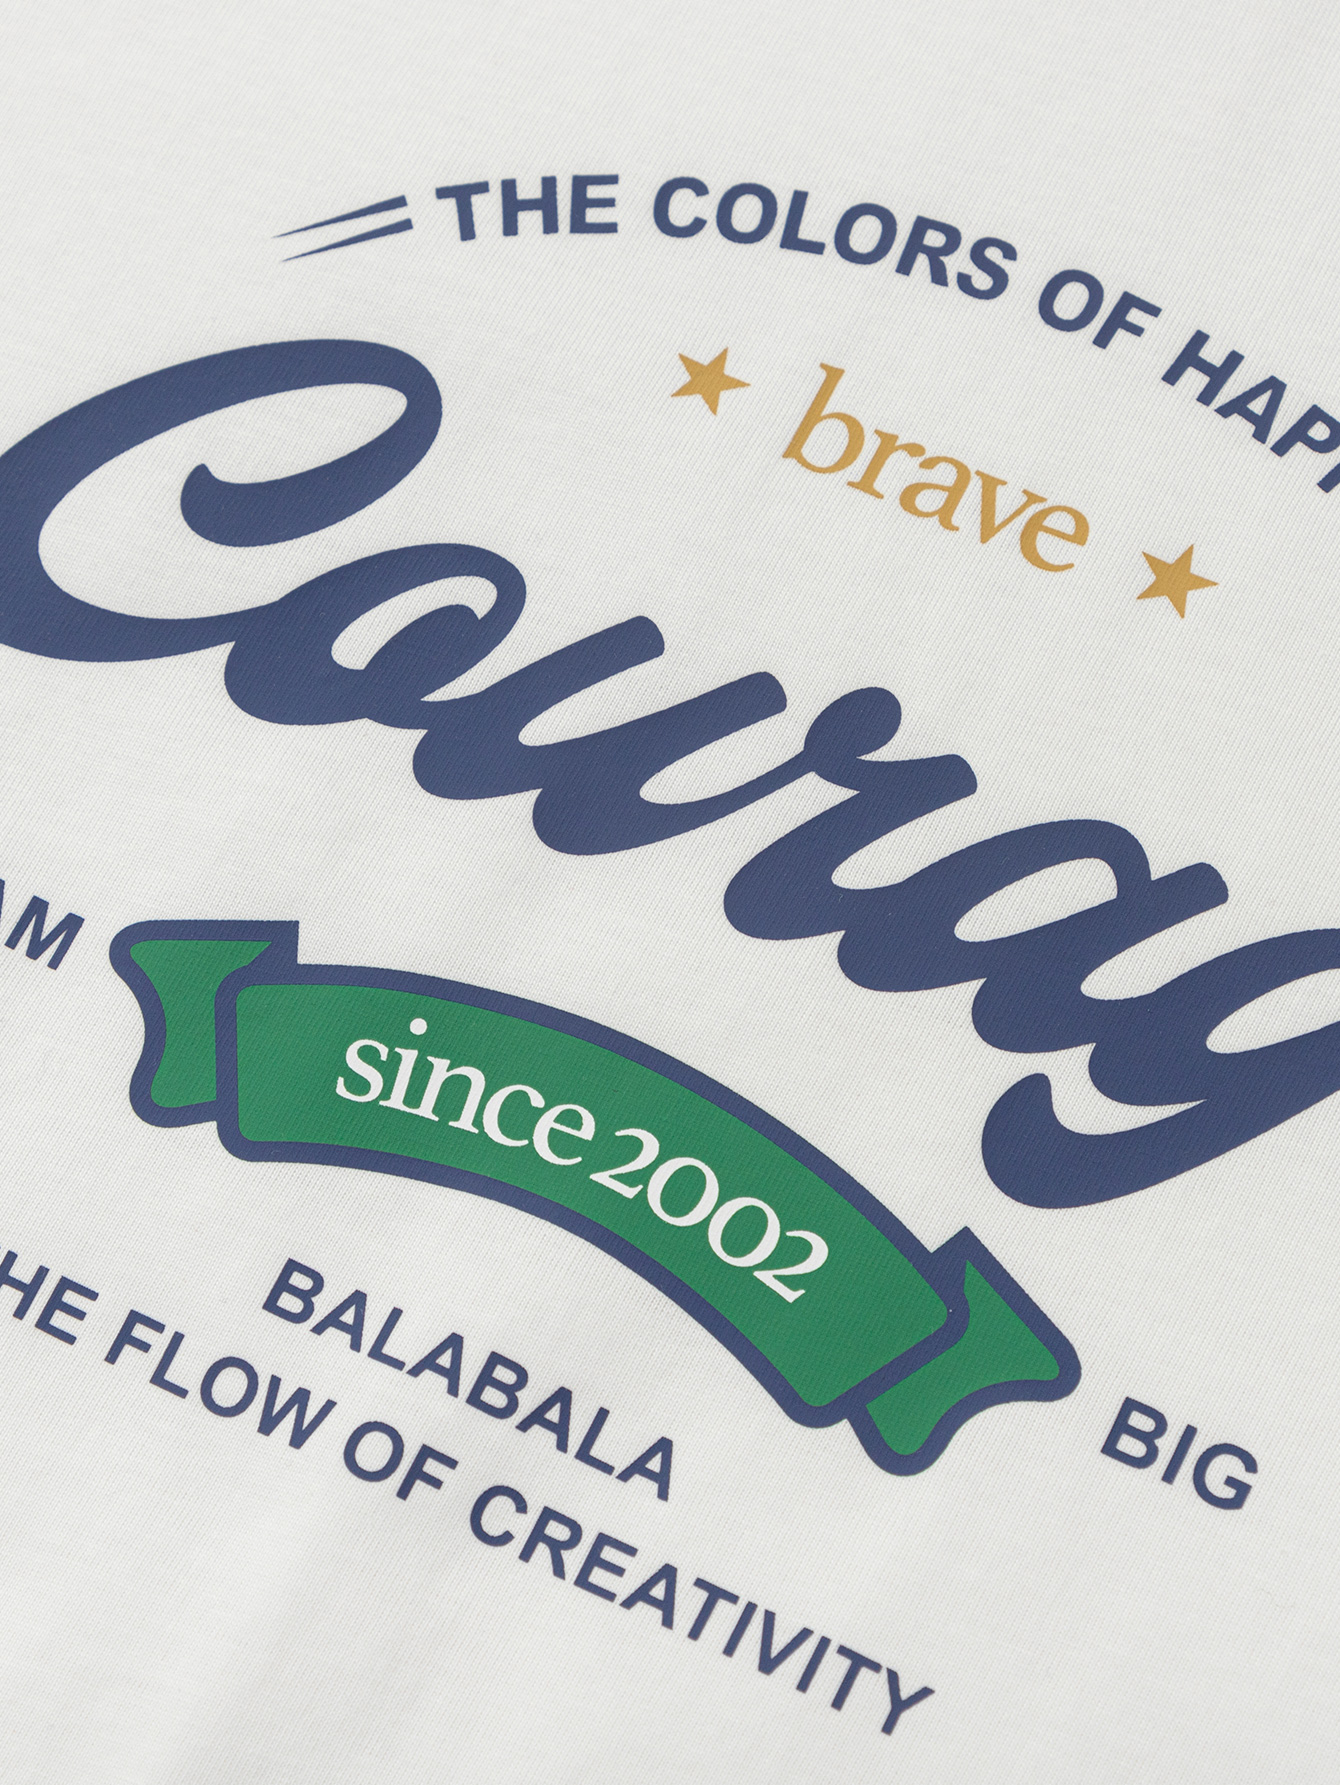 THE COLORS OF HAPP
brave
Courag
AM
since 2002
BIG
BALABALA
HE FLOW OF CREATIVITY